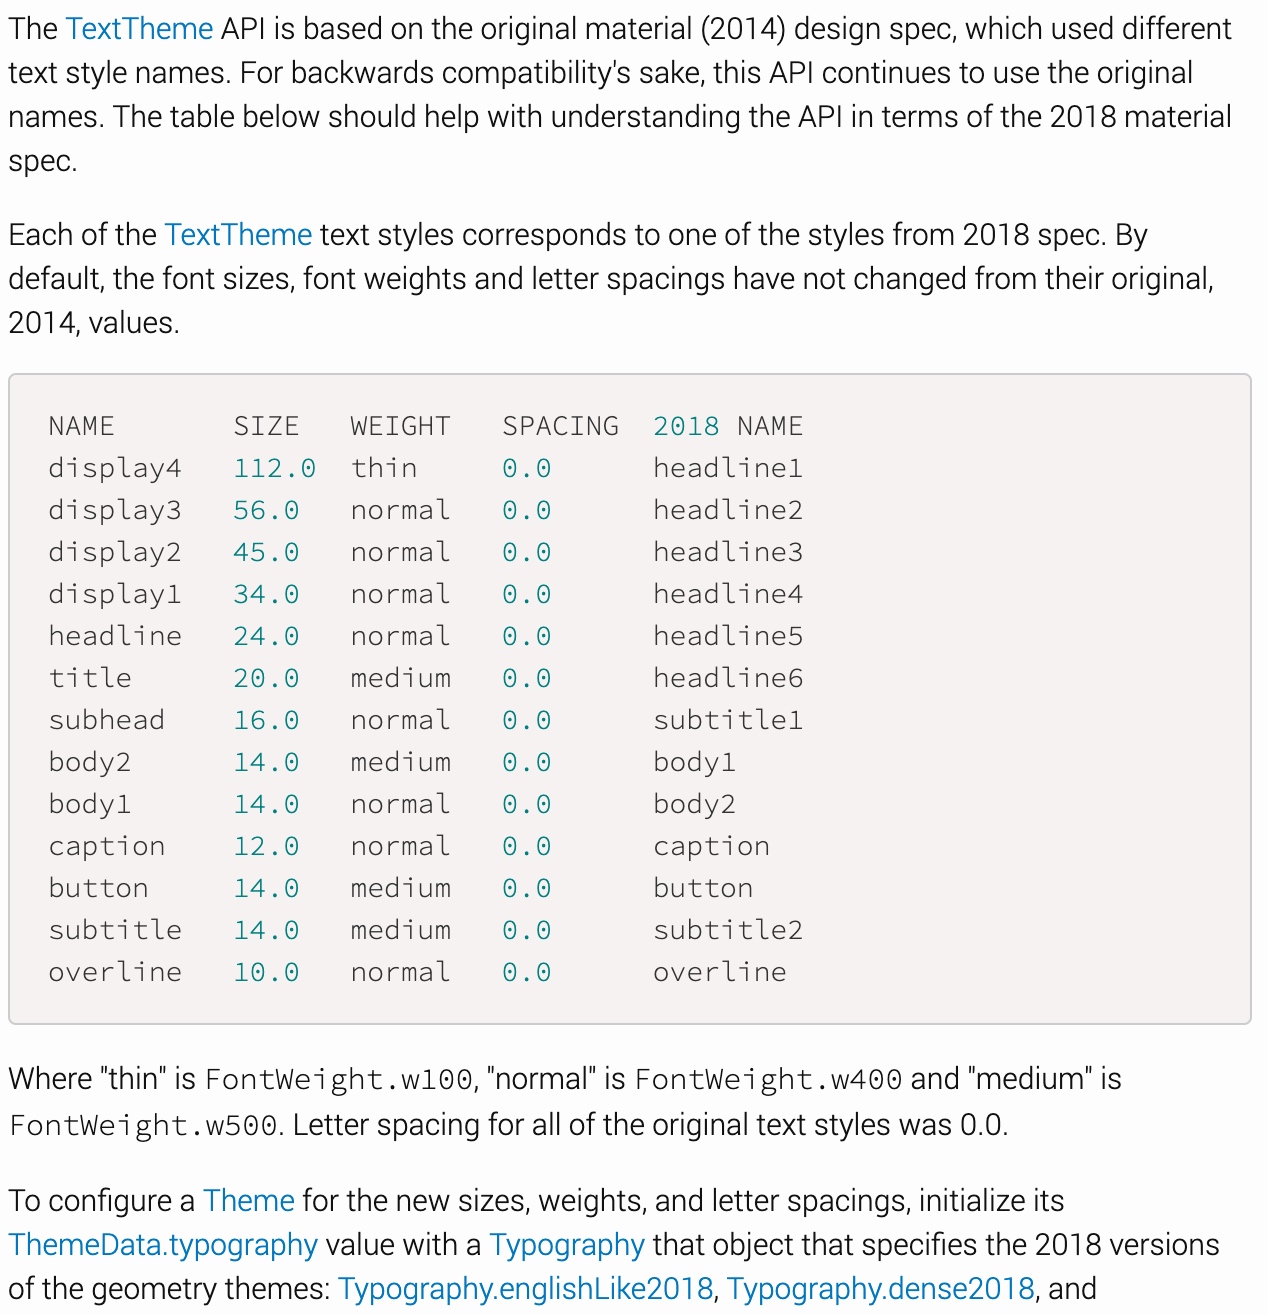 The TextTheme API is based on the original material (2014) design spec, which used different
text style names. For backwards compatibility's sake, this API continues to use the original
names. The table below should help with understanding the API in terms of the 2018 material
spec.
Each of the TextTheme text styles corresponds to one of the styles from 2018 spec. By
default, the font sizes, font weights and letter spacings have not changed from their original,
2014, values.
NAME SIZE WEIGHT SPACING 2018 NAME
display4 112.0 thin 0.0 headline1
display3 56.0 normal 0.0 headline2
display2 45.0 normal 0.0 headline3
display1 34.0 normal 0.0 headline4
headline 24.0 normal 0.0 headline5
title 20.0 medium 0.0 headline6
subhead 16.0 normal 0.0 subtitle1
body2 14.0 medium 0.0 body1
body1 14.0 normal 0.0 body2
caption 12.0 normal 0.0 caption
button 14.0 medium 0.0 button
subtitle 14.0 medium 0.0 subtitle2
overline 10.0 normal 0.0 overline
Where "thin" is FontWeight.w100, "normal" is FontWeight.w400 and "medium" is
FontWeight.w500. Letter spacing for all of the original text styles was 0.0.
To configure a Theme for the new sizes, weights, and letter spacings, initialize its
ThemeData.typography value with a Typography that object that specifies the 2018 versions
of the geometry themes: Typography.englishLike2018, Typography.dense2018, and